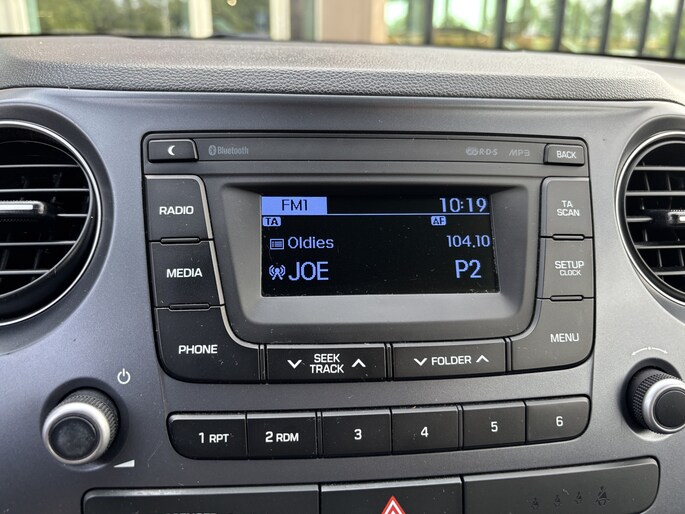 Bluetooth R·D·S MP3 BACK
RADIO
FM1 10:19
TA AF
Oldies 104.10
JOE P2
TA
SCAN
MEDIA
SETUP
CLOCK
PHONE
SEEK
TRACK
FOLDER
MENU
1 RPT 2 RDM 3 4 5 6